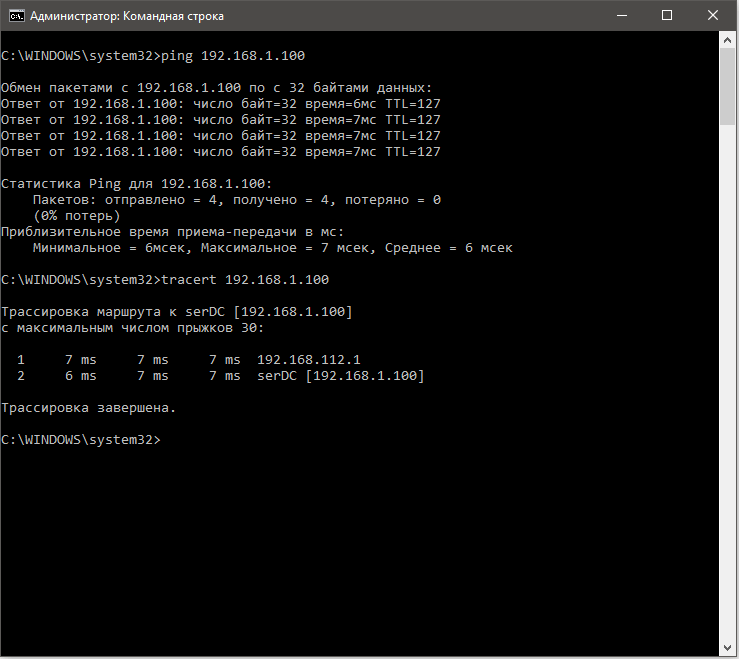 Администратор: Командная строка
C:\WINDOWS\system32>ping 192.168.1.100
Обмен пакетами с 192.168.1.100 по с 32 байтами данных:
Ответ от 192.168.1.100: число байт=32 время=6мс TTL=127
Ответ от 192.168.1.100: число байт=32 время=7мс TTL=127
Ответ от 192.168.1.100: число байт=32 время=7мс TTL=127
Ответ от 192.168.1.100: число байт=32 время=7мс TTL=127
Статистика Ping для 192.168.1.100:
Пакетов: отправлено = 4, получено = 4, потеряно = 0
(0% потерь)
Приблизительное время приема-передачи в мс:
Минимальное = 6мсек, Максимальное = 7 мсек, Среднее = 6 мсек
C:\WINDOWS\system32>tracert 192.168.1.100
Трассировка маршрута к serDC [192.168.1.100]
с максимальным числом прыжков 30:
1 7 ms 7 ms 7 ms 192.168.112.1
2 6 ms 7 ms 7 ms serDC [192.168.1.100]
Трассировка завершена.
C:\WINDOWS\system32>